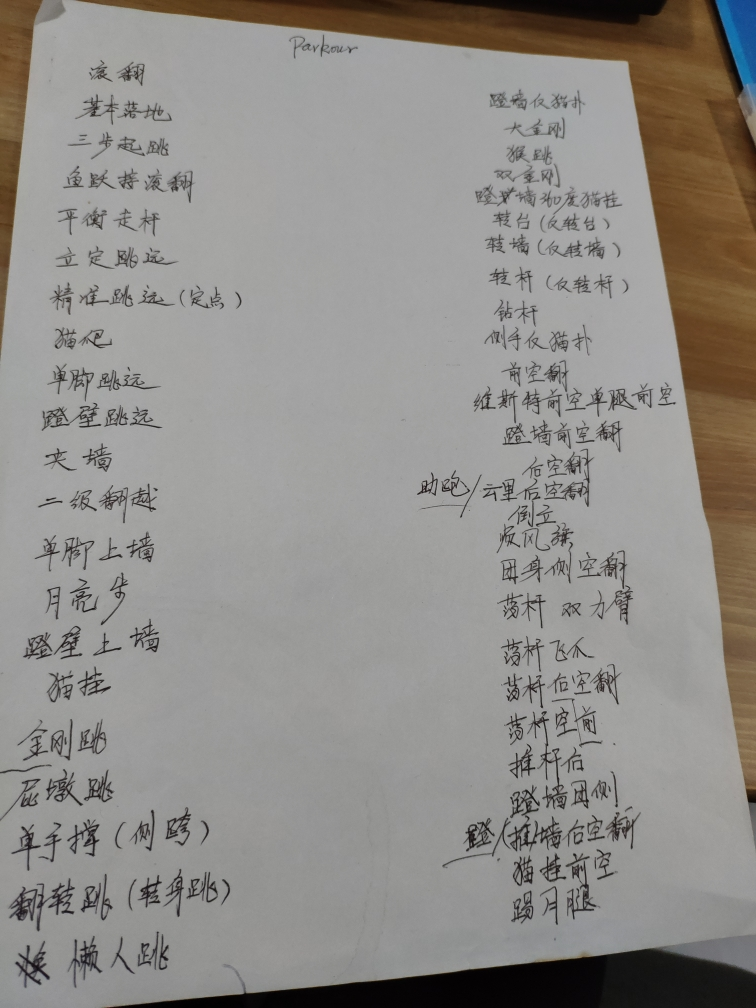 Parkour
滚翻
基本落地
三步起跳
鱼跃接滚翻
平衡走杆
立定跳远
精准跳远(定点)
猫爬
单脚跳远
蹬壁跳远
夹墙
二级翻越
单脚上墙
月亮步
蹬壁上墙
猫挂
金刚跳
屁墩跳
单手撑(侧跨)
翻转跳(转身跳)
懒人跳
蹬墙反猫扑
大金刚
猴跳
双金刚
蹬墙 加度猫挂
转台(反转台)
转墙(反转墙)
转杆(反转杆)
钻杆
侧手反猫扑
前空翻
维斯特前空单腿前空
蹬墙前空翻
后空翻
助跑/云里后空翻
倒立
疾风旗
团身侧空翻
荡杆 双力臂
荡杆飞爪
荡杆后空翻
荡杆空前
推杆后
蹬墙团侧
蹬/(推)墙后空翻
猫挂前空
踢月腿